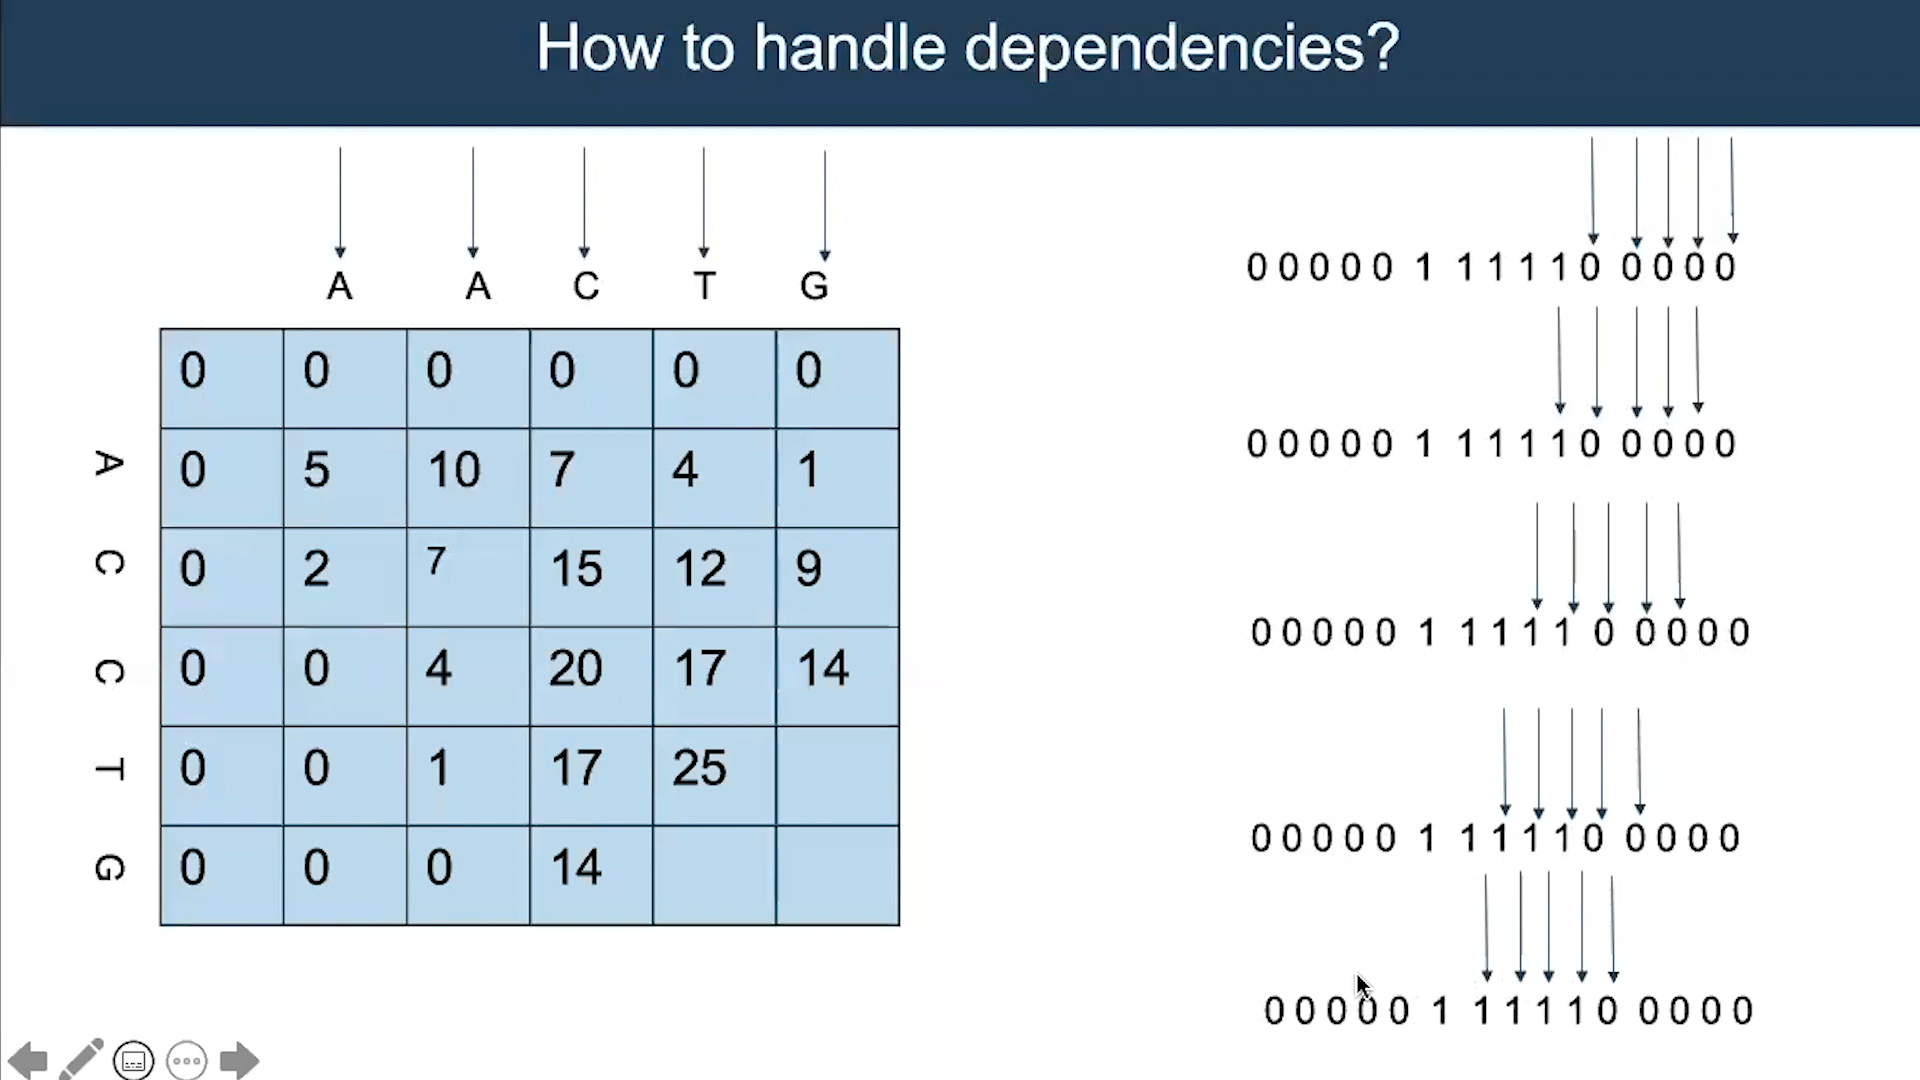 How to handle dependencies?
A A C T G
0 0 0 0 0 0
A 0 5 10 7 4 1
C 0 2 7 15 12 9
C 0 0 4 20 17 14
T 0 0 1 17 25
G 0 0 0 14
0 0 0 0 0 1 1 1 1 1 0 0 0 0 0
0 0 0 0 0 1 1 1 1 1 0 0 0 0 0
0 0 0 0 0 1 1 1 1 1 0 0 0 0 0
0 0 0 0 0 1 1 1 1 1 0 0 0 0 0
0 0 0 0 0 1 1 1 1 1 0 0 0 0 0